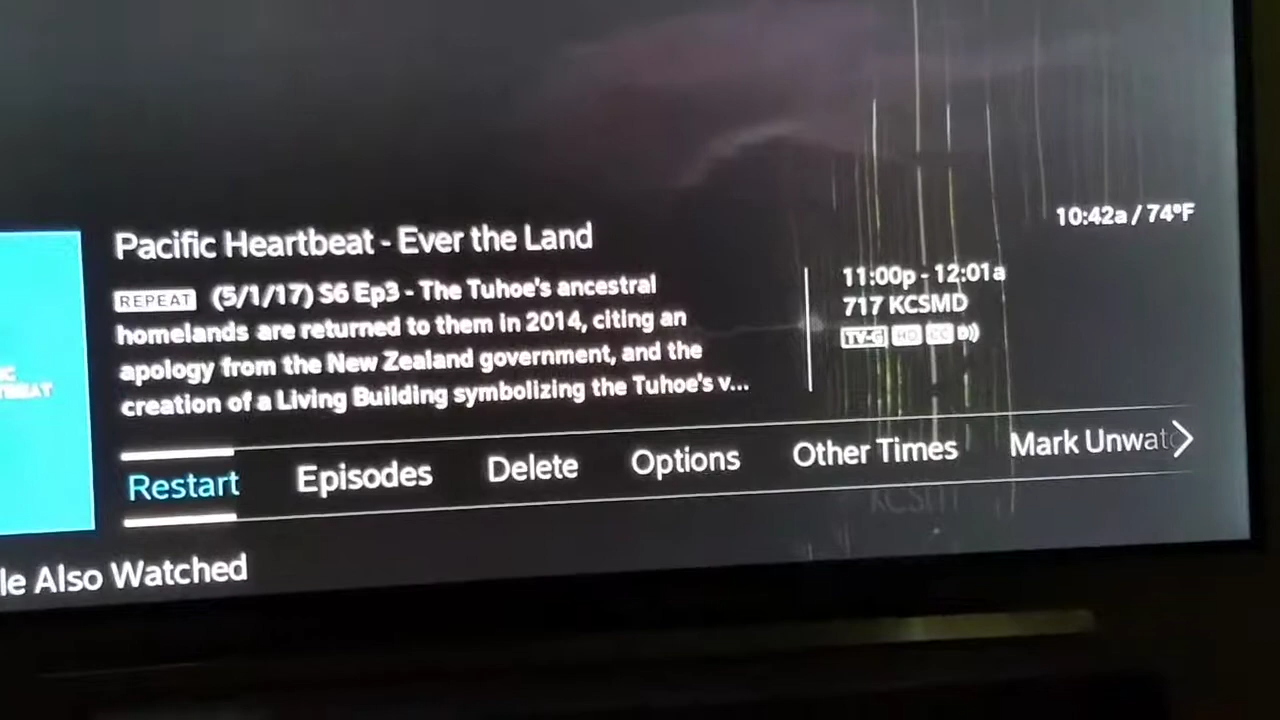 10:42a / 74°F
Pacific Heartbeat - Ever the Land
REPEAT (5/1/17) S6 Ep3 - The Tuhoe's ancestral
homelands are returned to them in 2014, citing an
apology from the New Zealand government, and the
creation of a Living Building symbolizing the Tuhoe's v...
11:00p - 12:01a
717 KCSMD
TV-G HD CC D))
Restart Episodes Delete Options Other Times Mark Unwatc
KCSM
le Also Watched